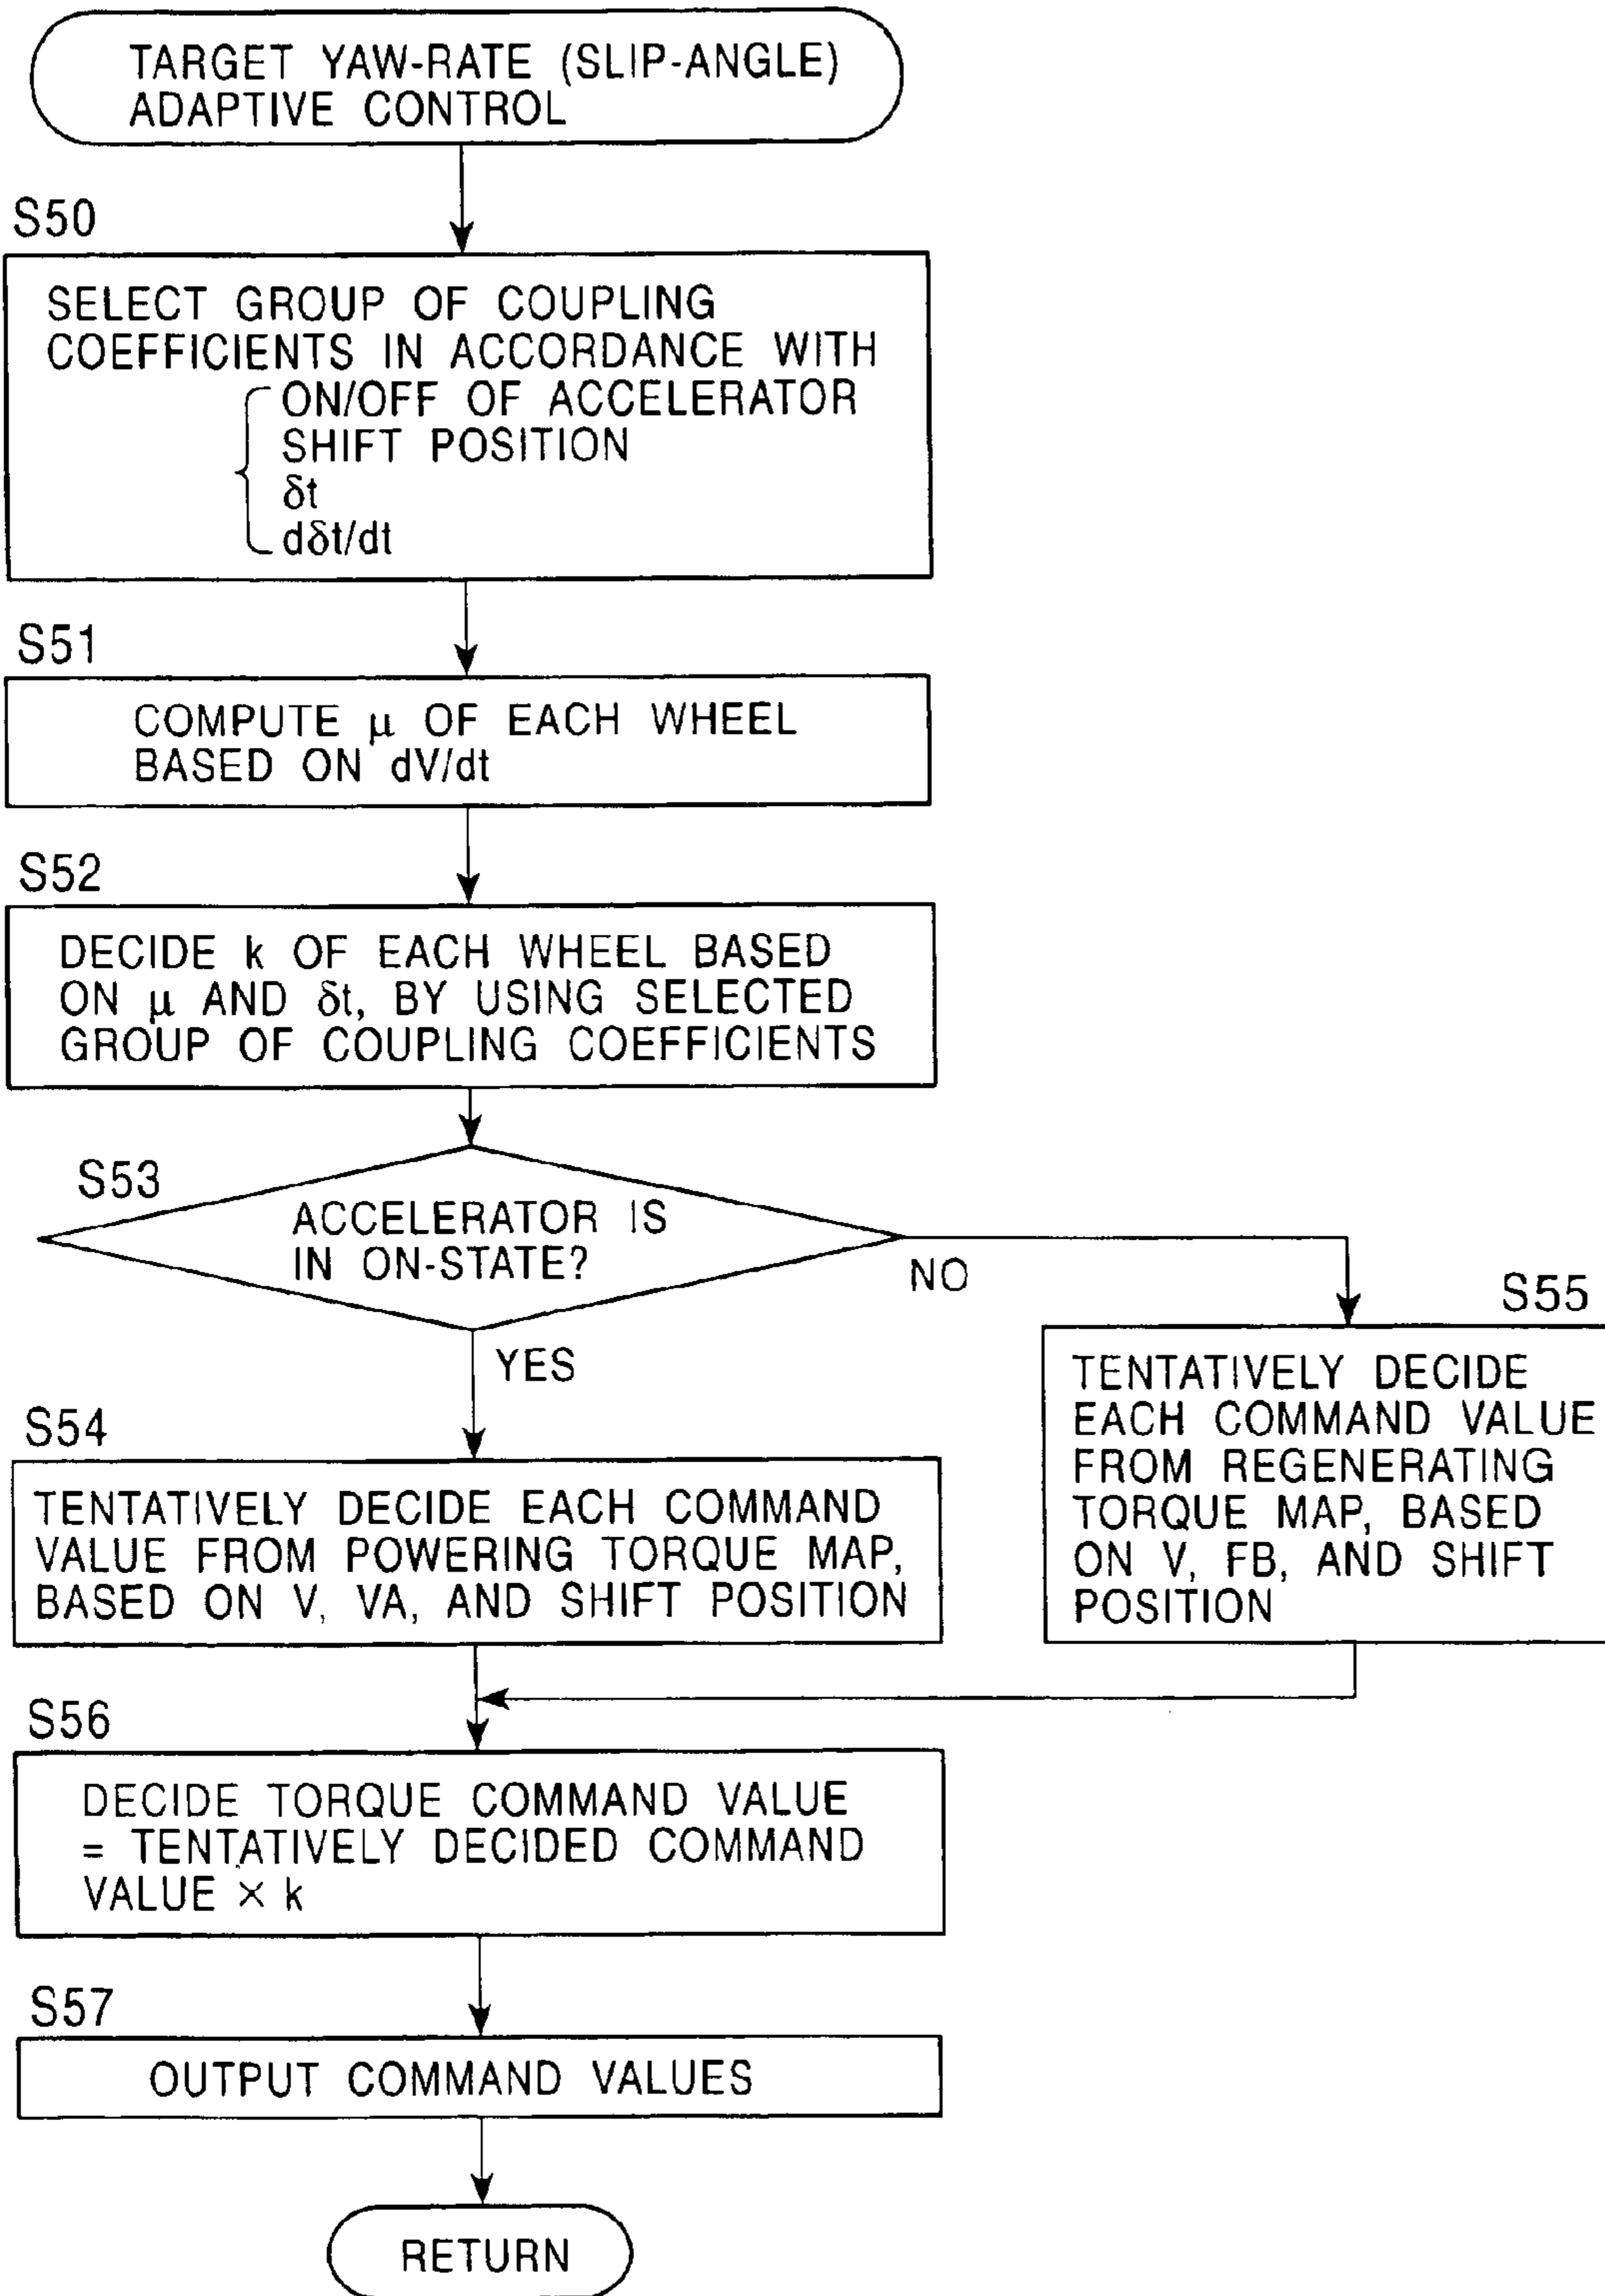 TARGET YAW-RATE (SLIP-ANGLE)
ADAPTIVE CONTROL
S50
SELECT GROUP OF COUPLING
COEFFICIENTS IN ACCORDANCE WITH
ON/OFF OF ACCELERATOR
SHIFT POSITION
δt
dδt/dt
S51
COMPUTE μ OF EACH WHEEL
BASED ON dV/dt
S52
DECIDE k OF EACH WHEEL BASED
ON μ AND δt, BY USING SELECTED
GROUP OF COUPLING COEFFICIENTS
S53
ACCELERATOR IS
IN ON-STATE?
NO
YES
S54
TENTATIVELY DECIDE EACH COMMAND
VALUE FROM POWERING TORQUE MAP,
BASED ON V, VA, AND SHIFT POSITION
S55
TENTATIVELY DECIDE
EACH COMMAND VALUE
FROM REGENERATING
TORQUE MAP, BASED
ON V, FB, AND SHIFT
POSITION
S56
DECIDE TORQUE COMMAND VALUE
= TENTATIVELY DECIDED COMMAND
VALUE × k
S57
OUTPUT COMMAND VALUES
RETURN